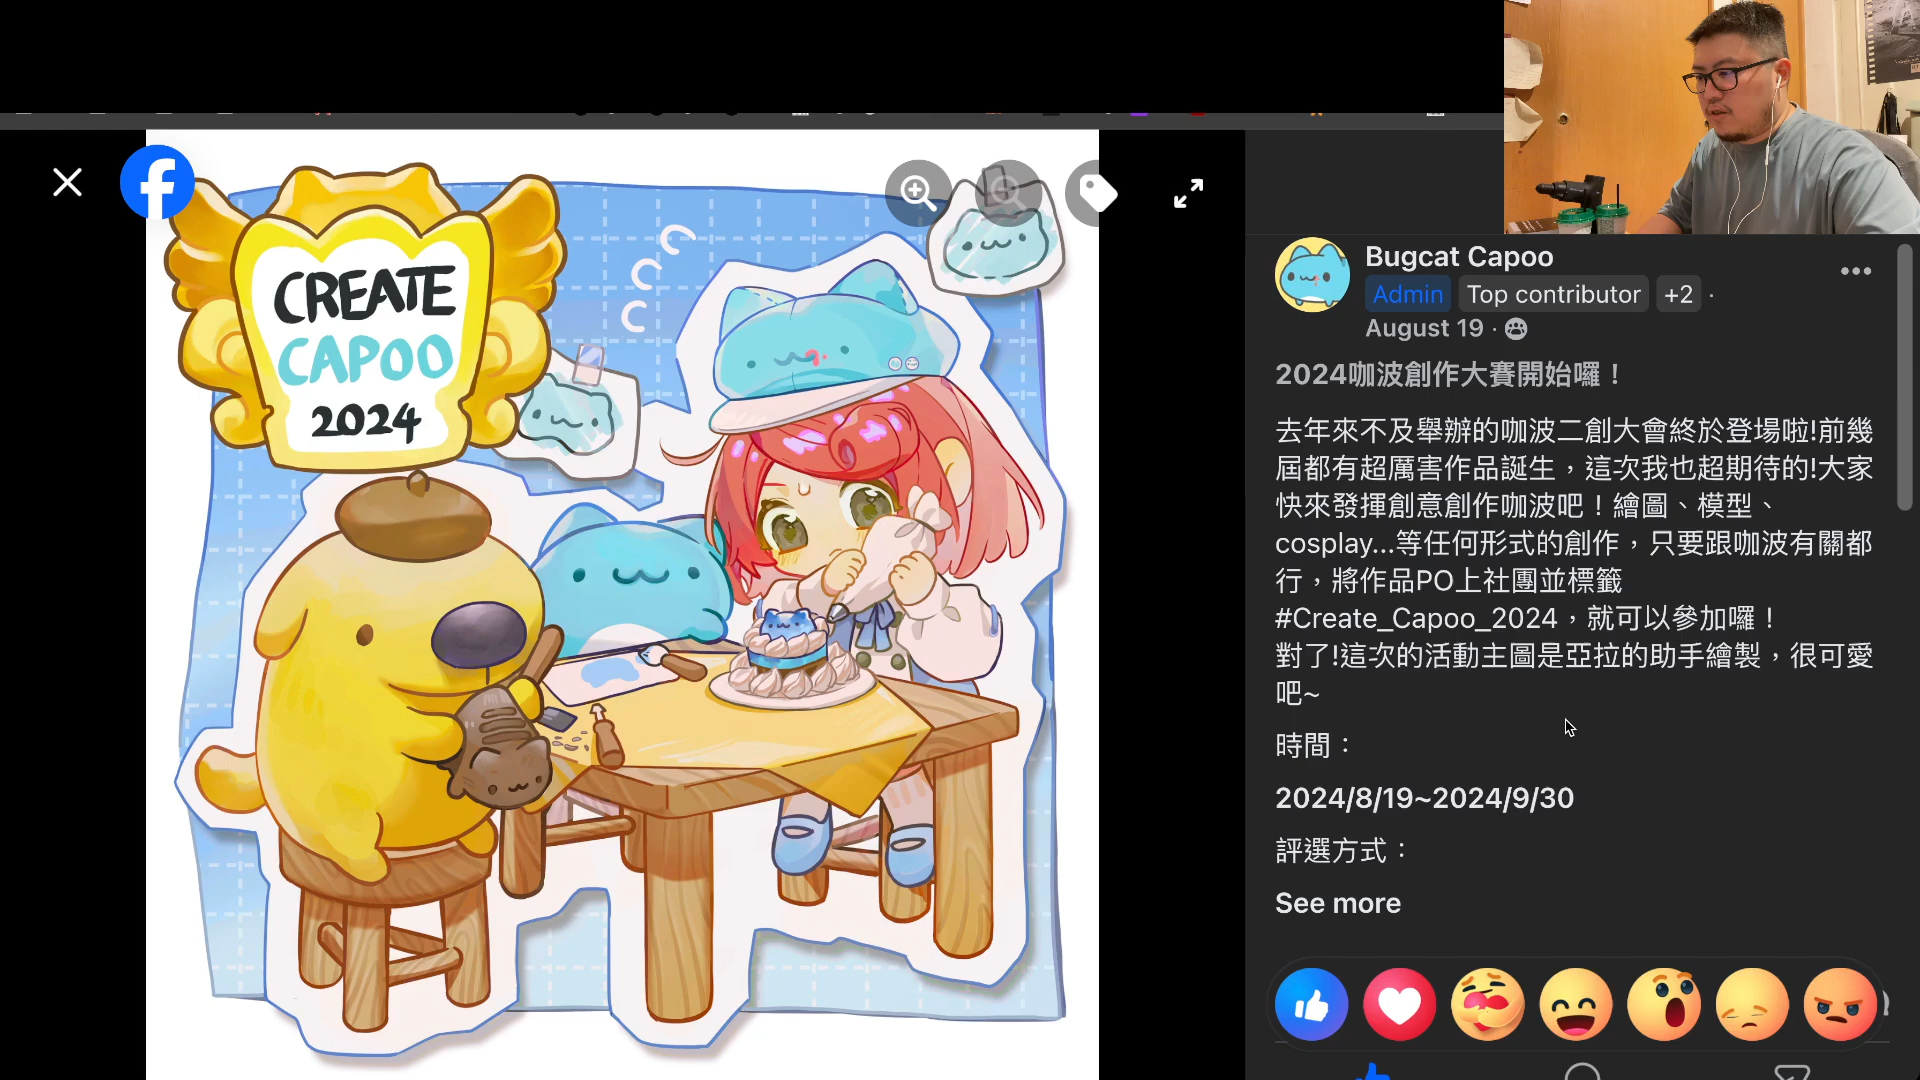 CREATE
CAPOO
2024
Bugcat Capoo
Admin Top contributor +2 ·
August 19 ·
2024咖波創作大賽開始囉！
去年來不及舉辦的咖波二創大會終於登場啦!前幾
屆都有超厲害作品誕生，這次我也超期待的!大家
快來發揮創意創作咖波吧！繪圖、模型、
cosplay...等任何形式的創作，只要跟咖波有關都
行，將作品PO上社團並標籤
#Create_Capoo_2024，就可以參加囉！
對了!這次的活動主圖是亞拉的助手繪製，很可愛
吧~
時間：
2024/8/19~2024/9/30
評選方式：
See more